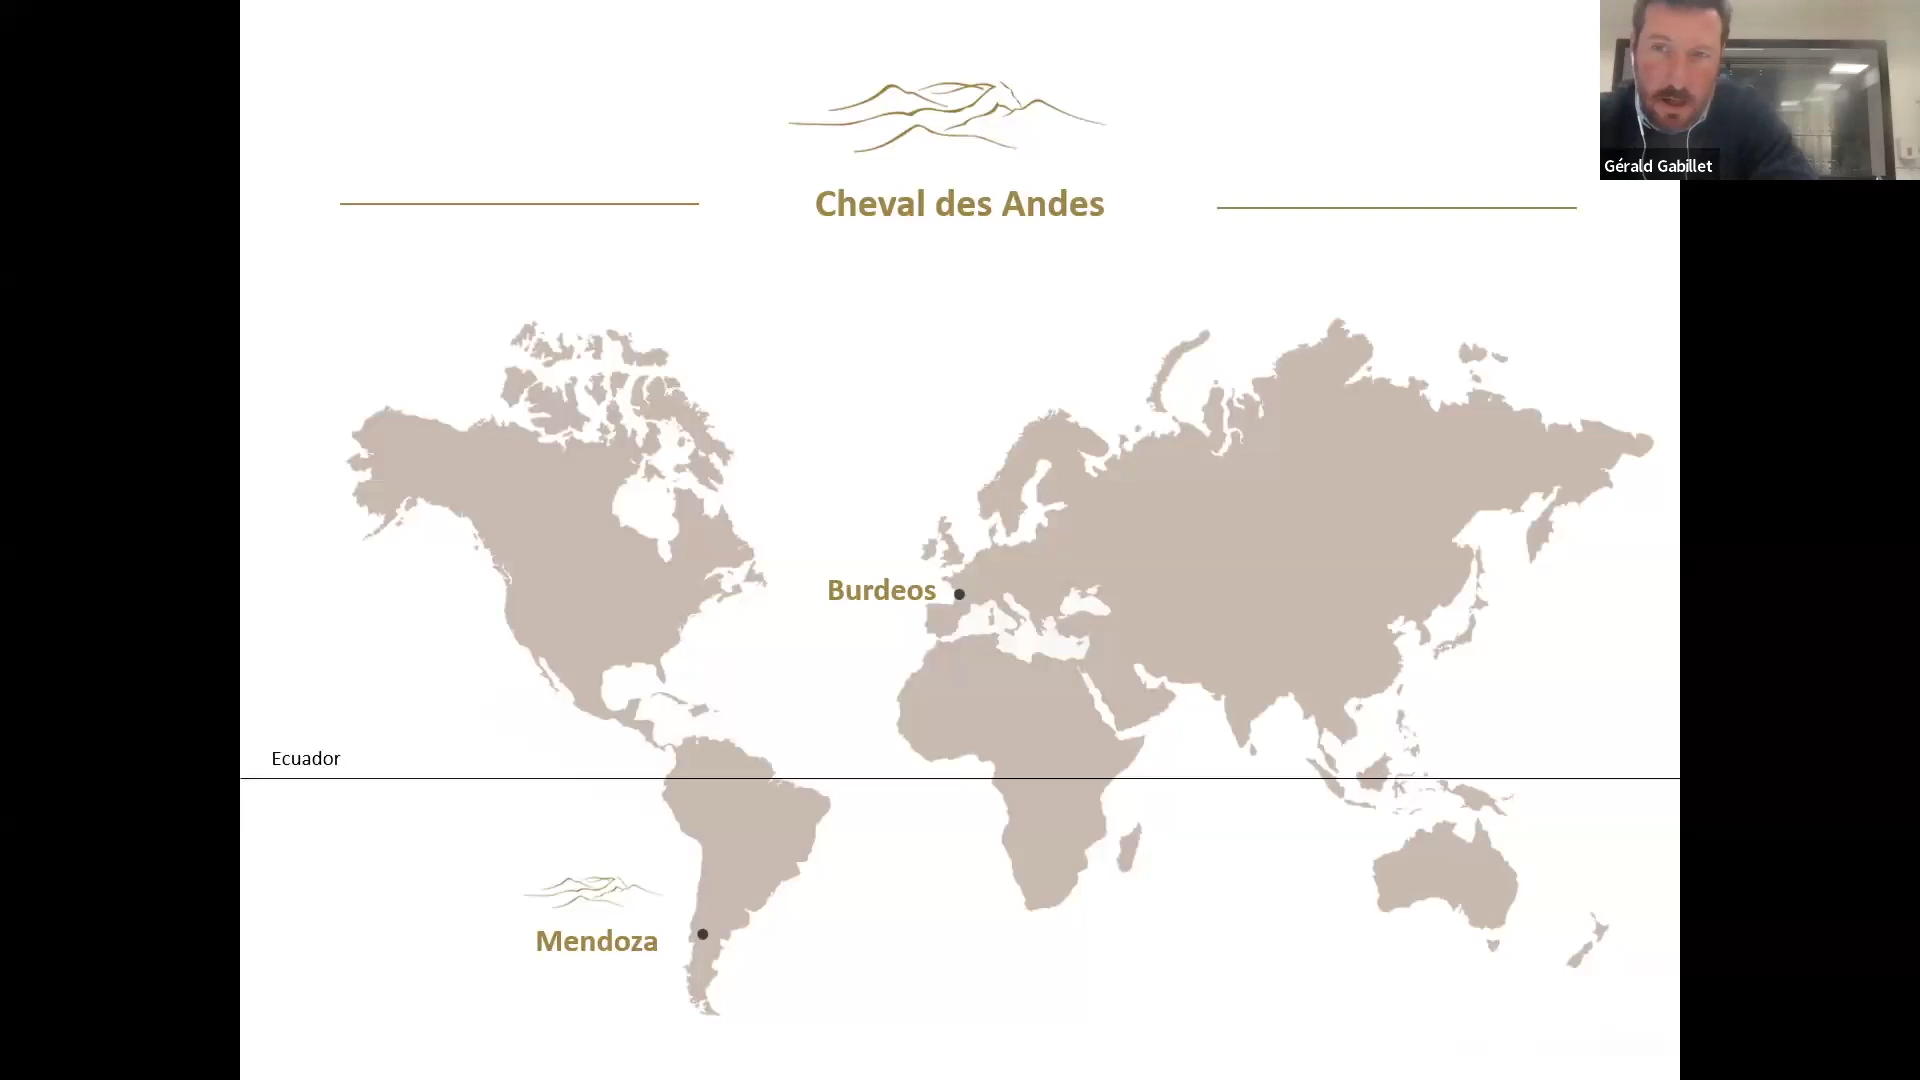 Gérald Gabillet
Cheval des Andes
Burdeos
Ecuador
Mendoza